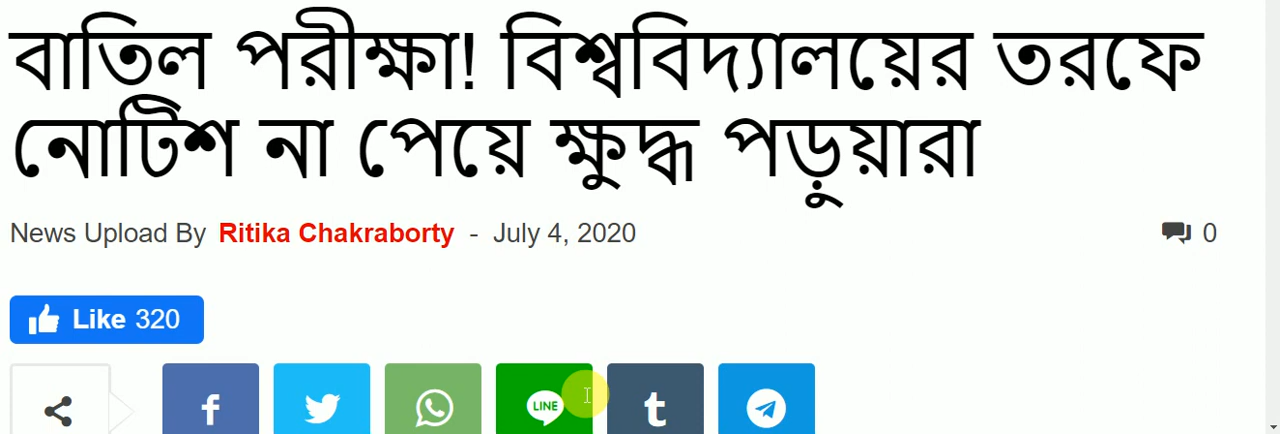 বাতিল পরীক্ষা! বিশ্ববিদ্যালয়ের তরফে
নোটিশ না পেয়ে ক্ষুদ্ধ পড়ুয়ারা
News Upload By Ritika Chakraborty - July 4, 2020 0
Like 320
f LINE t